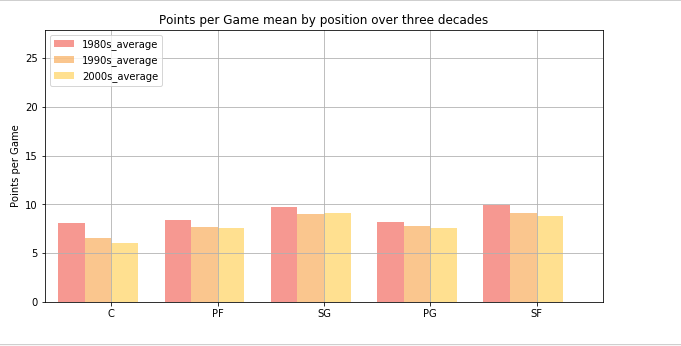 Points per Game mean by position over three decades
1980s_average
1990s_average
2000s_average
Points per Game
25
20
15
10
5
0
C PF SG PG SF